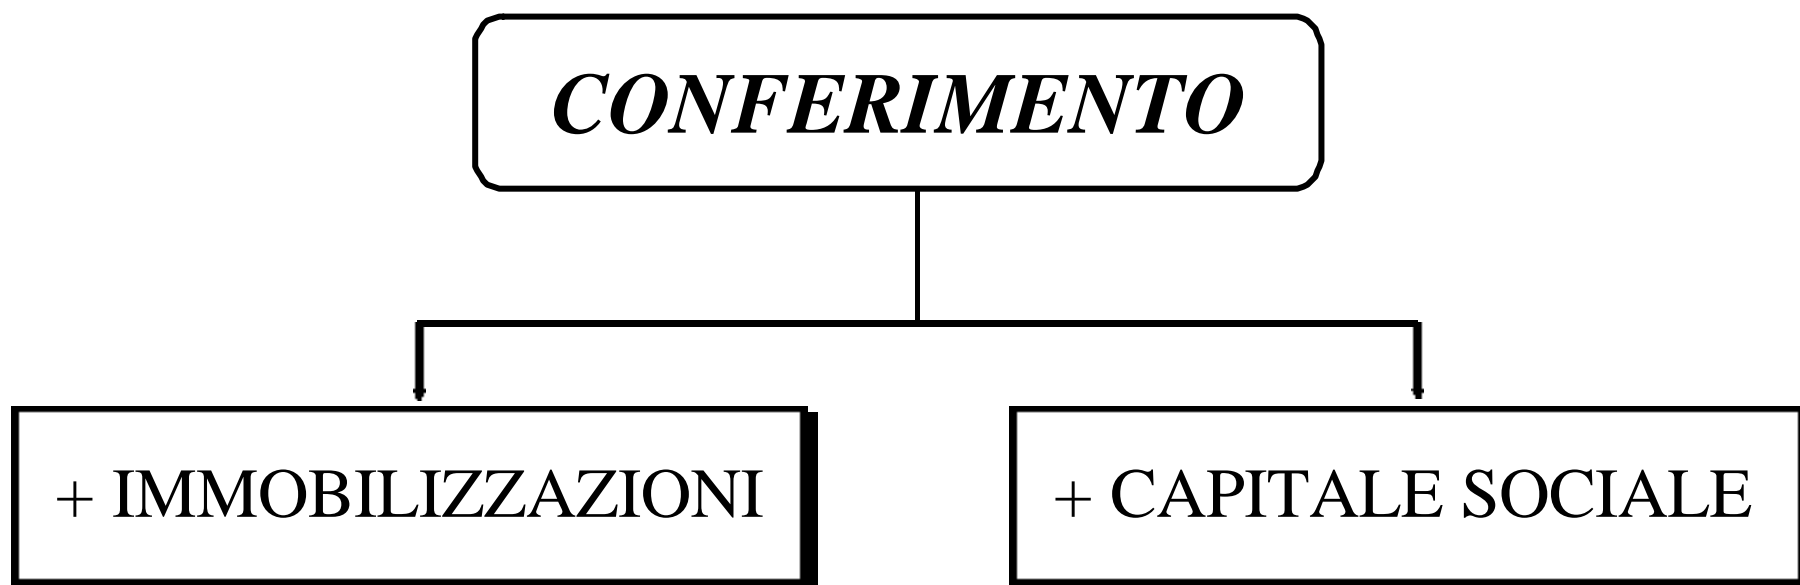 CONFERIMENTO
+ IMMOBILIZZAZIONI
+ CAPITALE SOCIALE